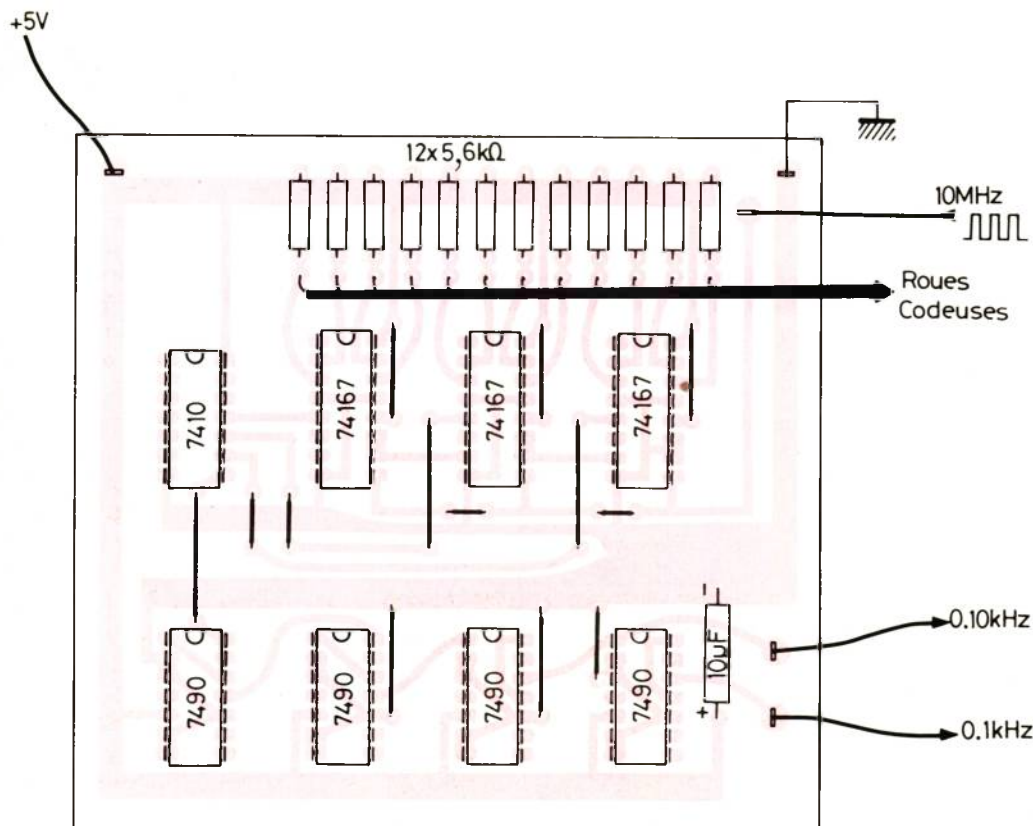 +5V
12x5,6kΩ
10MHz
Roues
Codeuses
7410
74167
74167
74167
-
10µF
+
0.10kHz
0.1kHz
7490
7490
7490
7490